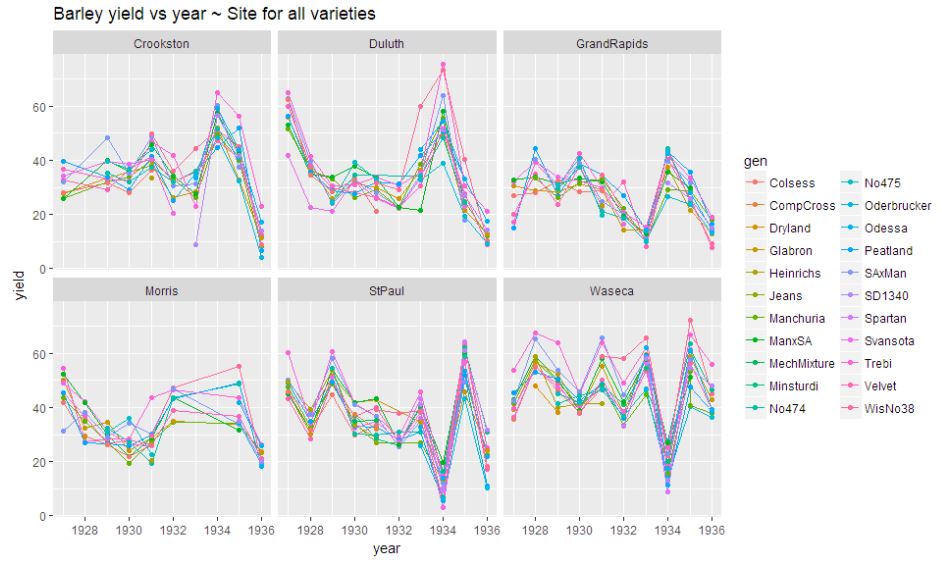 Barley yield vs year ~ Site for all varieties
Crookston Duluth GrandRapids
60
40
20
0
Morris StPaul Waseca
60
40
20
0
1928 1930 1932 1934 1936 1928 1930 1932 1934 1936 1928 1930 1932 1934 1936
year
yield
gen
Colsess
CompCross
Dryland
Glabron
Heinrichs
Jeans
Manchuria
ManxSA
MechMixture
Minsturdi
No474
No475
Oderbrucker
Odessa
Peatland
SAxMan
SD1340
Spartan
Svansota
Trebi
Velvet
WisNo38